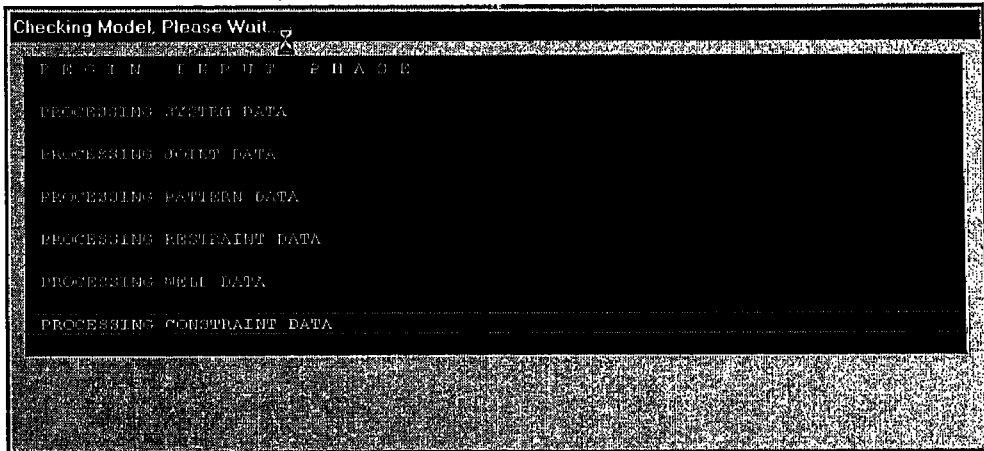 Checking Model, Please Wait...
B E G I N   I N P U T   P H A S E
PROCESSING SYSTEM DATA
PROCESSING JOINT DATA
PROCESSING PATTERN DATA
PROCESSING RESTRAINT DATA
PROCESSING WELD DATA
PROCESSING CONSTRAINT DATA